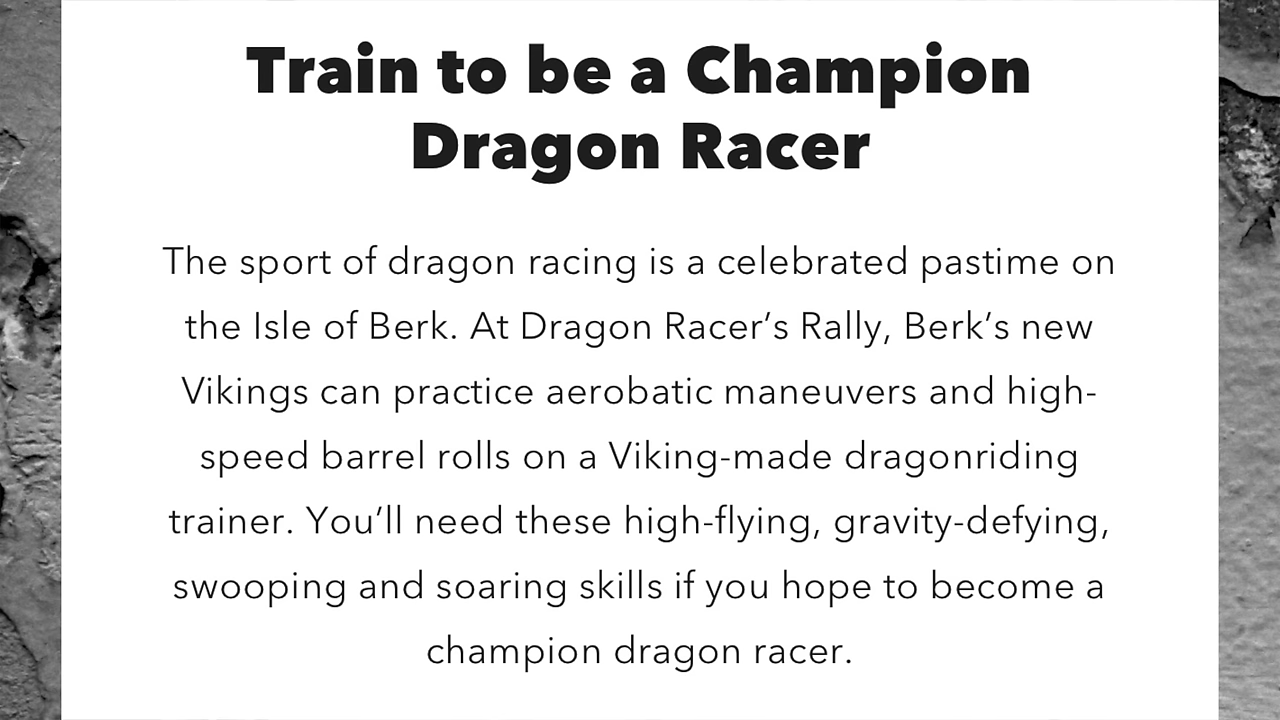 Train to be a Champion
Dragon Racer
The sport of dragon racing is a celebrated pastime on
the Isle of Berk. At Dragon Racer’s Rally, Berk’s new
Vikings can practice aerobatic maneuvers and high-
speed barrel rolls on a Viking-made dragonriding
trainer. You’ll need these high-flying, gravity-defying,
swooping and soaring skills if you hope to become a
champion dragon racer.